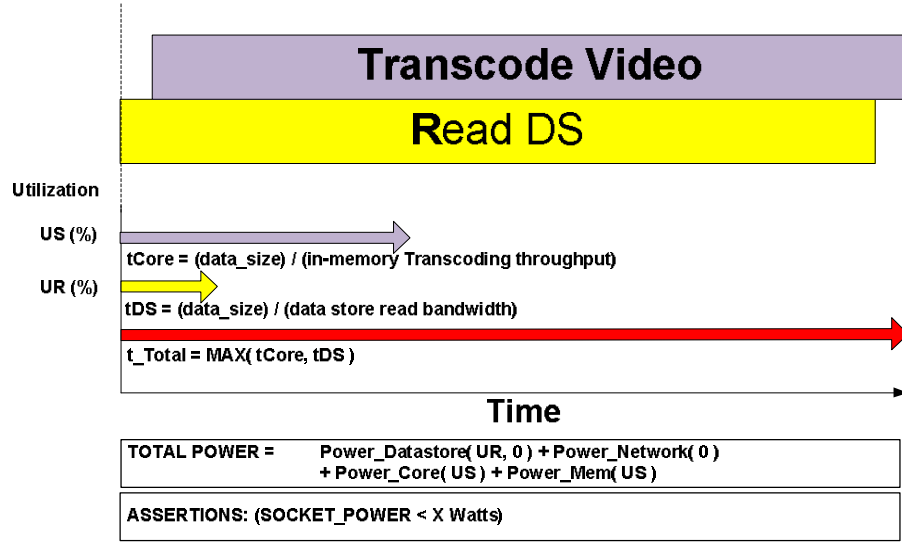 Transcode Video
Read DS
Utilization
US (%)
tCore = (data_size) / (in-memory Transcoding throughput)
UR (%)
tDS = (data_size) / (data store read bandwidth)
t_Total = MAX( tCore, tDS )
Time
TOTAL POWER = Power_Datastore( UR, 0 ) + Power_Network( 0 )
+ Power_Core( US ) + Power_Mem( US )
ASSERTIONS: (SOCKET_POWER < X Watts)